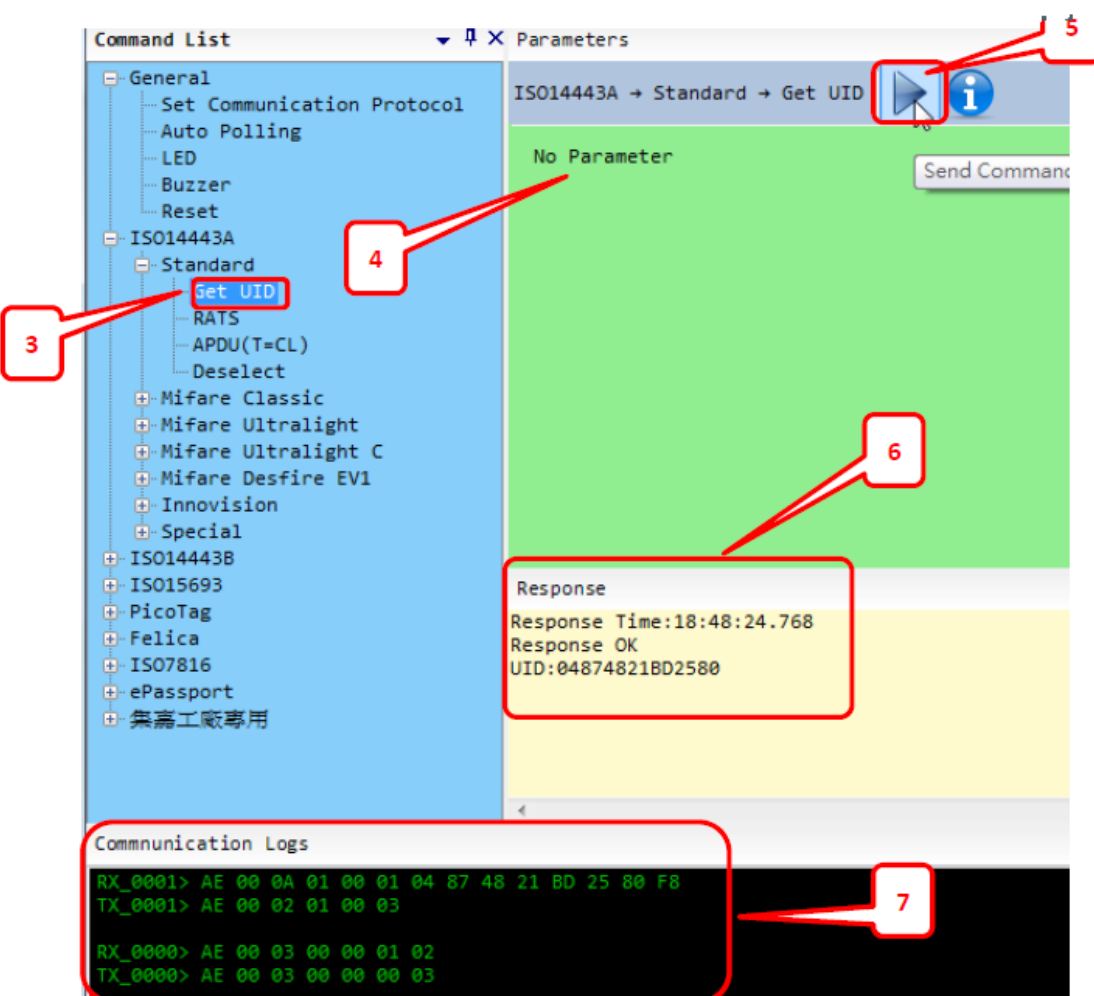 Command List
General
Set Communication Protocol
Auto Polling
LED
Buzzer
Reset
ISO14443A
Standard
Get UID
RATS
APDU(T=CL)
Deselect
Mifare Classic
Mifare Ultralight
Mifare Ultralight C
Mifare Desfire EV1
Innovision
Special
ISO14443B
ISO15693
PicoTag
Felica
ISO7816
ePassport
集嘉工廠專用
3
Parameters
5
ISO14443A → Standard → Get UID
No Parameter
Send Command
4
6
Response
Response Time:18:48:24.768
Response OK
UID:04874821BD2580
Commnunication Logs
RX_0001> AE 00 0A 01 00 01 04 87 48 21 BD 25 80 F8
TX_0001> AE 00 02 01 00 03
RX_0000> AE 00 03 00 00 01 02
TX_0000> AE 00 03 00 00 00 03
7